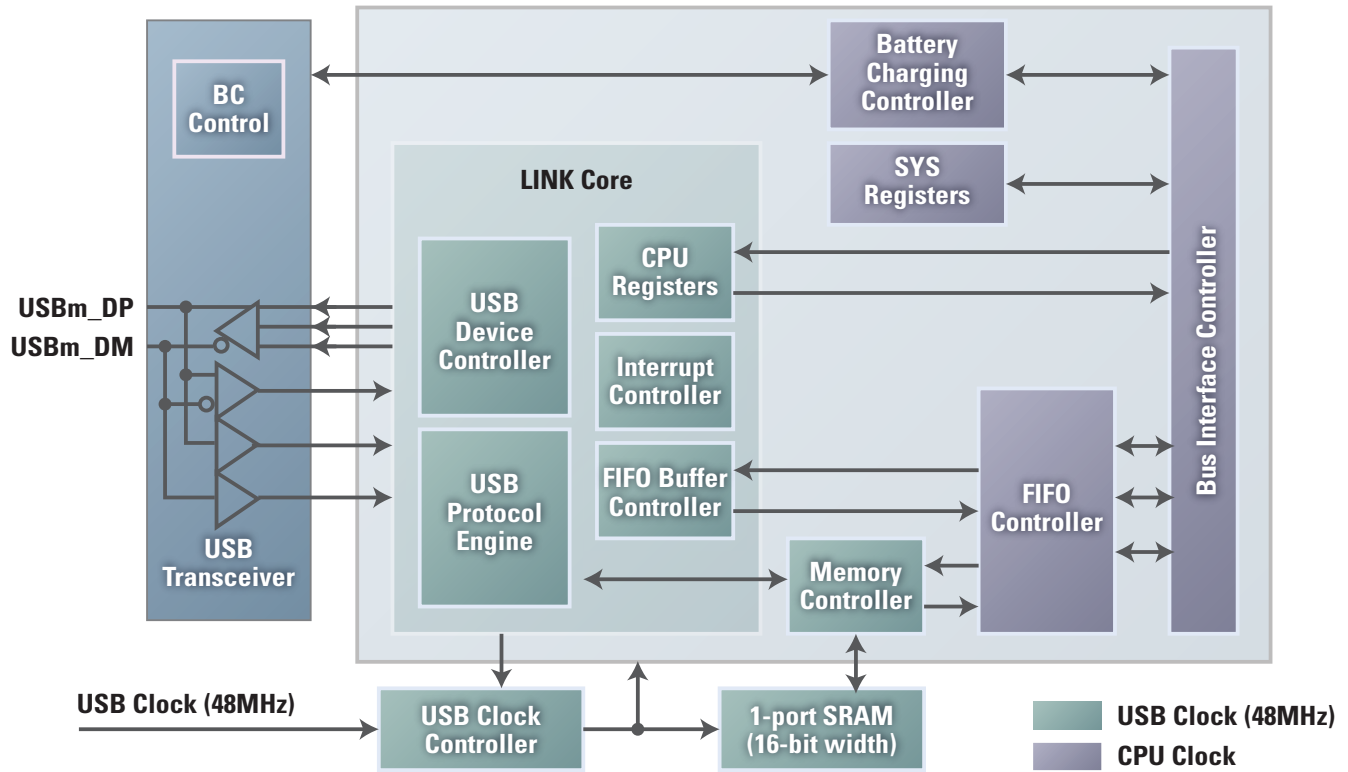 BC
Control
Battery
Charging
Controller
SYS
Registers
LINK Core
CPU
Registers
Bus Interface Controller
USB
Device
Controller
USBm_DP
USBm_DM
Interrupt
Controller
USB
Protocol
Engine
FIFO Buffer
Controller
FIFO
Controller
USB
Transceiver
Memory
Controller
USB Clock (48MHz)
USB Clock
Controller
1-port SRAM
(16-bit width)
USB Clock (48MHz)
CPU Clock